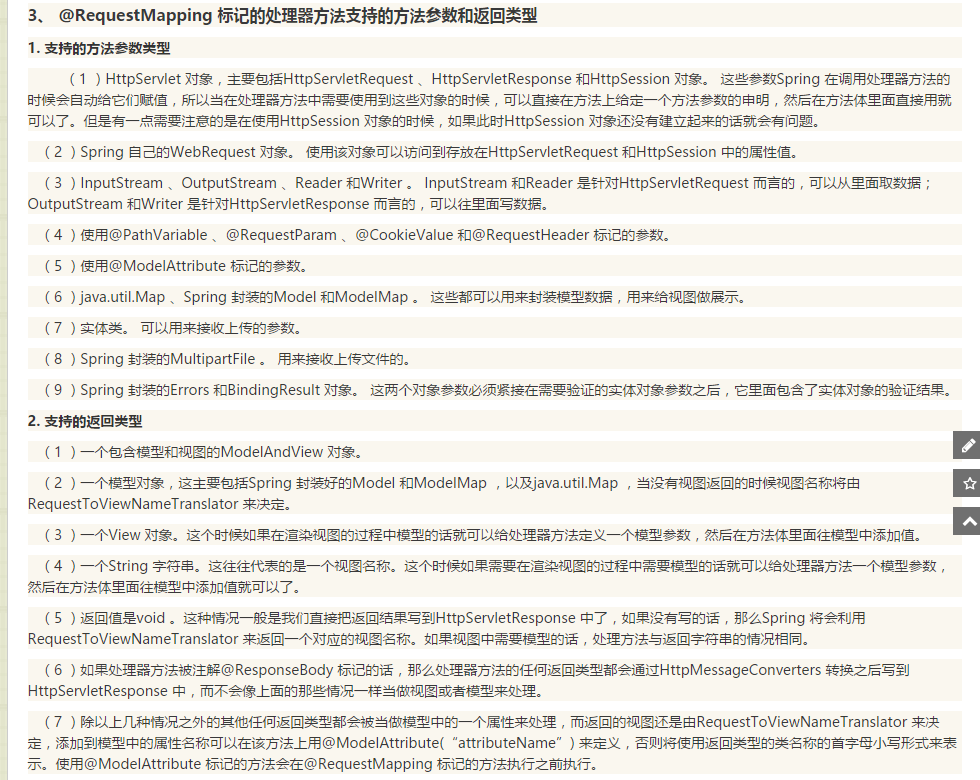 3、 @RequestMapping 标记的处理器方法支持的方法参数和返回类型
1. 支持的方法参数类型
（1 ）HttpServlet 对象，主要包括HttpServletRequest 、HttpServletResponse 和HttpSession 对象。 这些参数Spring 在调用处理器方法的
时候会自动给它们赋值，所以当在处理器方法中需要使用到这些对象的时候，可以直接在方法上给定一个方法参数的申明，然后在方法体里面直接用就
可以了。但是有一点需要注意的是在使用HttpSession 对象的时候，如果此时HttpSession 对象还没有建立起来的话就会有问题。
（2 ）Spring 自己的WebRequest 对象。 使用该对象可以访问到存放在HttpServletRequest 和HttpSession 中的属性值。
（3 ）InputStream 、OutputStream 、Reader 和Writer 。 InputStream 和Reader 是针对HttpServletRequest 而言的，可以从里面取数据；
OutputStream 和Writer 是针对HttpServletResponse 而言的，可以往里面写数据。
（4 ）使用@PathVariable 、@RequestParam 、@CookieValue 和@RequestHeader 标记的参数。
（5 ）使用@ModelAttribute 标记的参数。
（6 ）java.util.Map 、Spring 封装的Model 和ModelMap 。 这些都可以用来封装模型数据，用来给视图做展示。
（7 ）实体类。 可以用来接收上传的参数。
（8 ）Spring 封装的MultipartFile 。 用来接收上传文件的。
（9 ）Spring 封装的Errors 和BindingResult 对象。 这两个对象参数必须紧接在需要验证的实体对象参数之后，它里面包含了实体对象的验证结果。
2. 支持的返回类型
（1 ）一个包含模型和视图的ModelAndView 对象。
（2 ）一个模型对象，这主要包括Spring 封装好的Model 和ModelMap ，以及java.util.Map ，当没有视图返回的时候视图名称将由
RequestToViewNameTranslator 来决定。
（3 ）一个View 对象。这个时候如果在渲染视图的过程中模型的话就可以给处理器方法定义一个模型参数，然后在方法体里面往模型中添加值。
（4 ）一个String 字符串。这往往代表的是一个视图名称。这个时候如果需要在渲染视图的过程中需要模型的话就可以给处理器方法一个模型参数，
然后在方法体里面往模型中添加值就可以了。
（5 ）返回值是void 。这种情况一般是我们直接把返回结果写到HttpServletResponse 中了，如果没有写的话，那么Spring 将会利用
RequestToViewNameTranslator 来返回一个对应的视图名称。如果视图中需要模型的话，处理方法与返回字符串的情况相同。
（6 ）如果处理器方法被注解@ResponseBody 标记的话，那么处理器方法的任何返回类型都会通过HttpMessageConverters 转换之后写到
HttpServletResponse 中，而不会像上面的那些情况一样当做视图或者模型来处理。
（7 ）除以上几种情况之外的其他任何返回类型都会被当做模型中的一个属性来处理，而返回的视图还是由RequestToViewNameTranslator 来决
定，添加到模型中的属性名称可以在该方法上用@ModelAttribute(“attributeName”) 来定义，否则将使用返回类型的类名称的首字母小写形式来表
示。使用@ModelAttribute 标记的方法会在@RequestMapping 标记的方法执行之前执行。